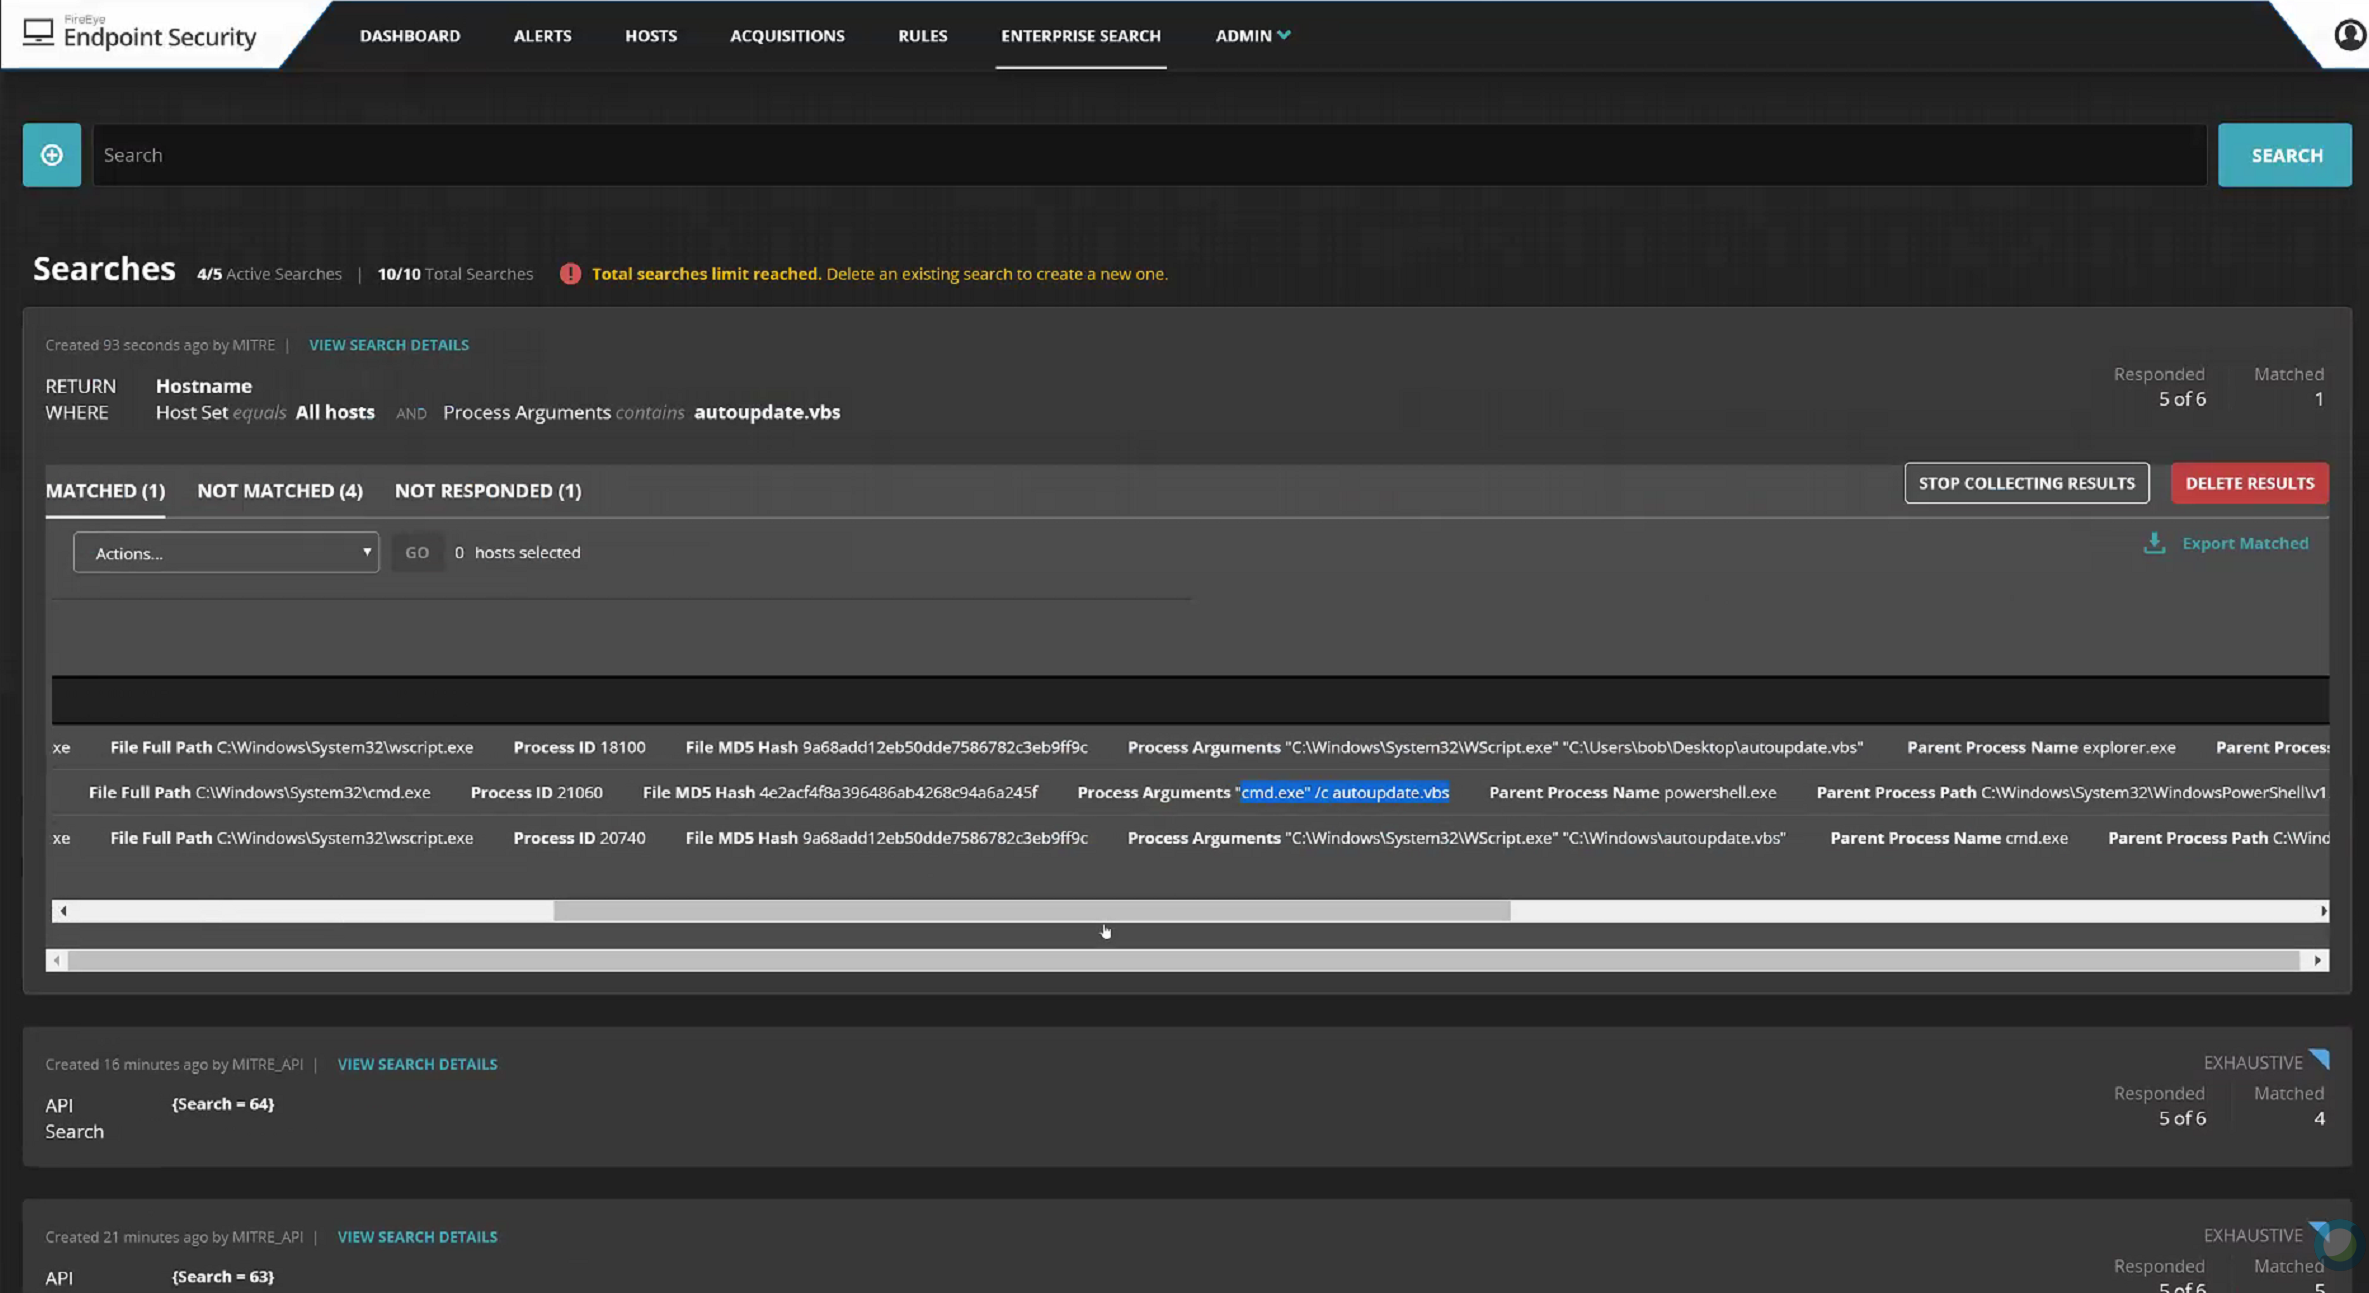 FireEye
Endpoint Security
DASHBOARD ALERTS HOSTS ACQUISITIONS RULES ENTERPRISE SEARCH ADMIN
Search SEARCH
Searches 4/5 Active Searches | 10/10 Total Searches ! Total searches limit reached. Delete an existing search to create a new one.
Created 93 seconds ago by MITRE | VIEW SEARCH DETAILS
RETURN Hostname
WHERE Host Set equals All hosts AND Process Arguments contains autoupdate.vbs
Responded Matched
5 of 6 1
MATCHED (1) NOT MATCHED (4) NOT RESPONDED (1) STOP COLLECTING RESULTS DELETE RESULTS
Actions... GO 0 hosts selected Export Matched
xe File Full Path C:\Windows\System32\wscript.exe Process ID 18100 File MD5 Hash 9a68add12eb50dde7586782c3eb9ff9c Process Arguments "C:\Windows\System32\WScript.exe" "C:\Users\bob\Desktop\autoupdate.vbs" Parent Process Name explorer.exe Parent Process
File Full Path C:\Windows\System32\cmd.exe Process ID 21060 File MD5 Hash 4e2acf4f8a396486ab4268c94a6a245f Process Arguments "cmd.exe" /c autoupdate.vbs Parent Process Name powershell.exe Parent Process Path C:\Windows\System32\WindowsPowerShell\v1
xe File Full Path C:\Windows\System32\wscript.exe Process ID 20740 File MD5 Hash 9a68add12eb50dde7586782c3eb9ff9c Process Arguments "C:\Windows\System32\WScript.exe" "C:\Windows\autoupdate.vbs" Parent Process Name cmd.exe Parent Process Path C:\Wind
Created 16 minutes ago by MITRE_API | VIEW SEARCH DETAILS EXHAUSTIVE
API {Search = 64}
Search
Responded Matched
5 of 6 4
Created 21 minutes ago by MITRE_API | VIEW SEARCH DETAILS EXHAUSTIVE
API {Search = 63}
Responded Matched
5 of 6 5